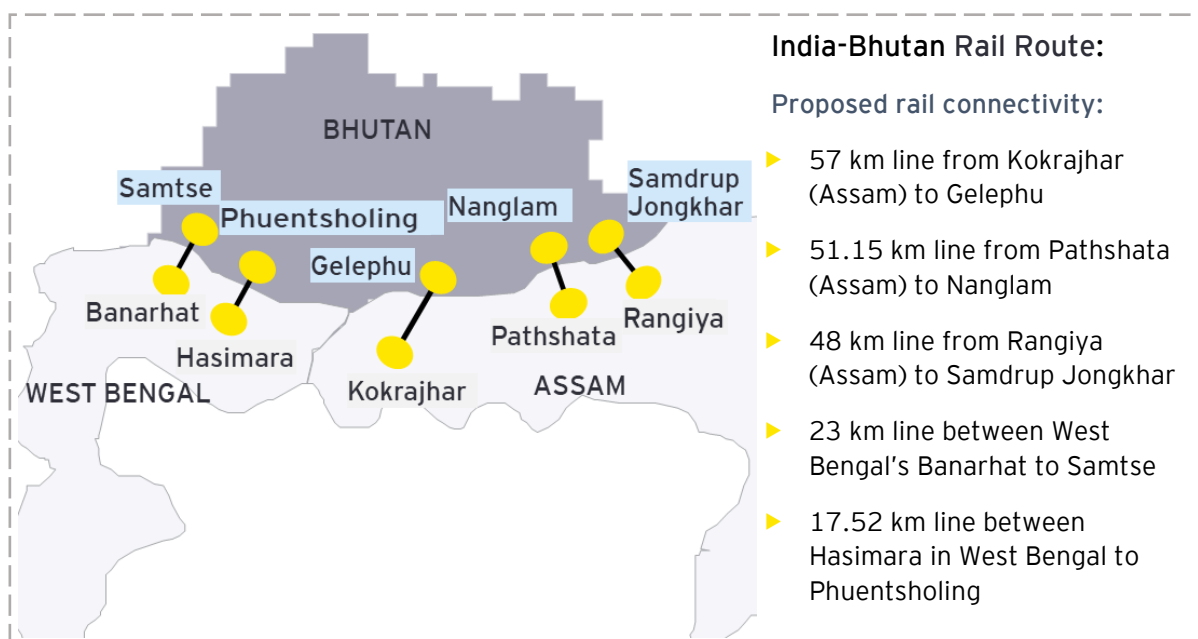 BHUTAN
Samtse
Phuentsholing
Nanglam
Samdrup
Jongkhar
Gelephu
Banarhat
Hasimara
Kokrajhar
Pathshata
Rangiya
WEST BENGAL
ASSAM
India-Bhutan Rail Route:
Proposed rail connectivity:
57 km line from Kokrajhar
(Assam) to Gelephu
51.15 km line from Pathshata
(Assam) to Nanglam
48 km line from Rangiya
(Assam) to Samdrup Jongkhar
23 km line between West
Bengal’s Banarhat to Samtse
17.52 km line between
Hasimara in West Bengal to
Phuentsholing